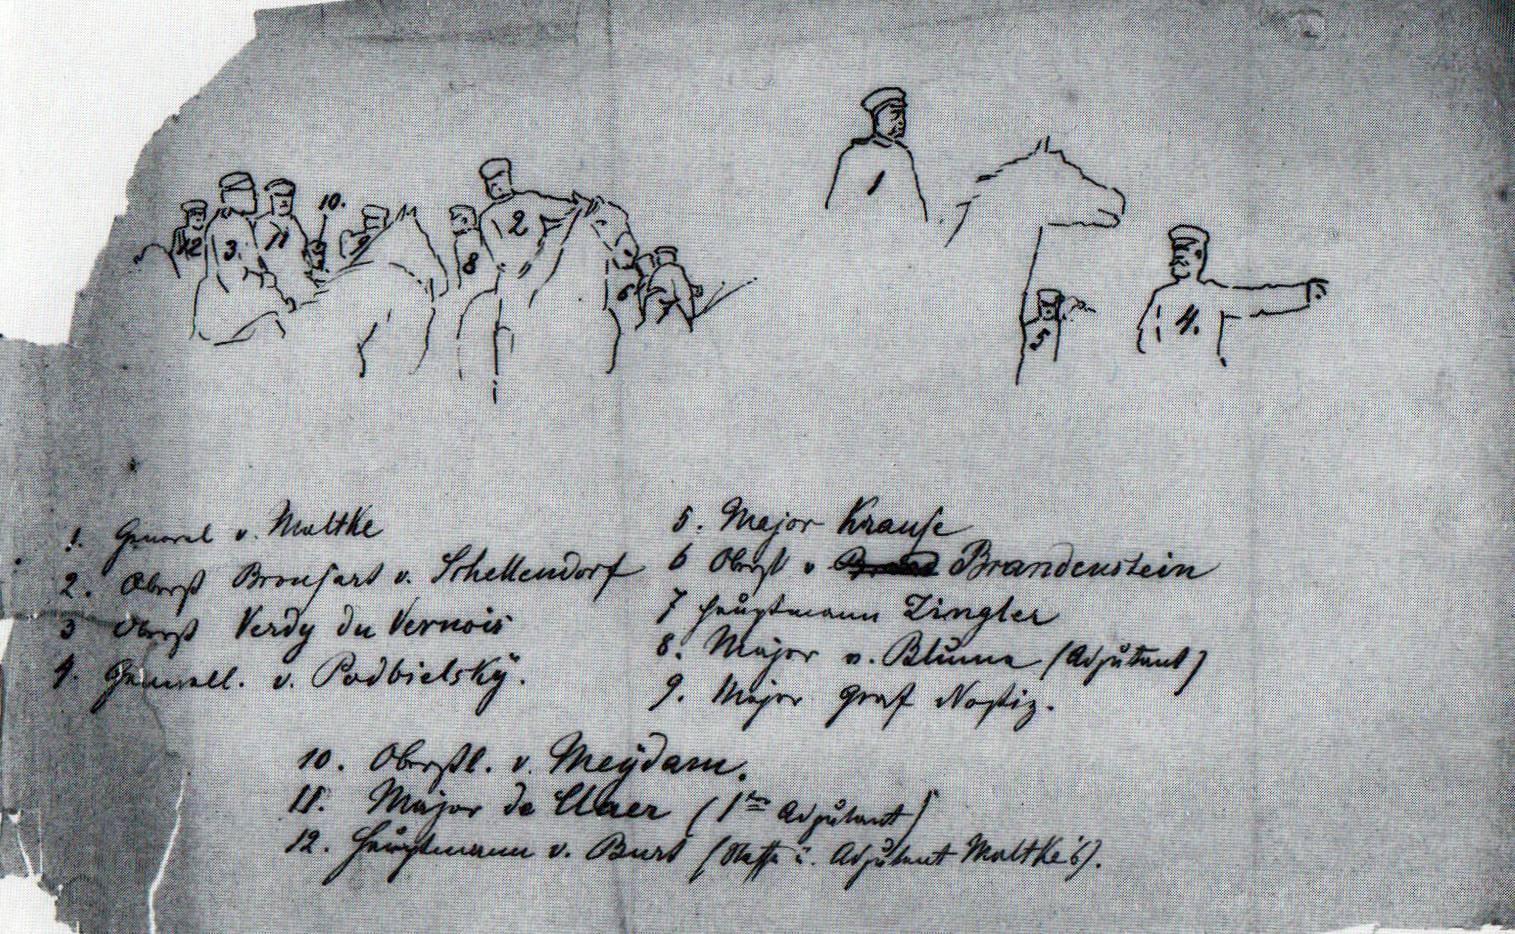 12 3. 11 10. 9 8 2 6 7 1 5 4.
1. General v. Moltke
2. Oberst Bronsart v. Schellendorf
3 Oberst Verdy du Vernois
4. Generall. v. Podbielsky.
5. Major Krause
6 Oberst v Brandenstein
7 Hauptmann Zingler
8. Major v. Blume (Adjutant)
9. Major Graf Nostiz.
10. Oberstl. v. Meydam.
11. Major de Claer (1ter Adjutant)
12. Hauptmann v. Burt (Neffe u. Adjutant Moltke's).